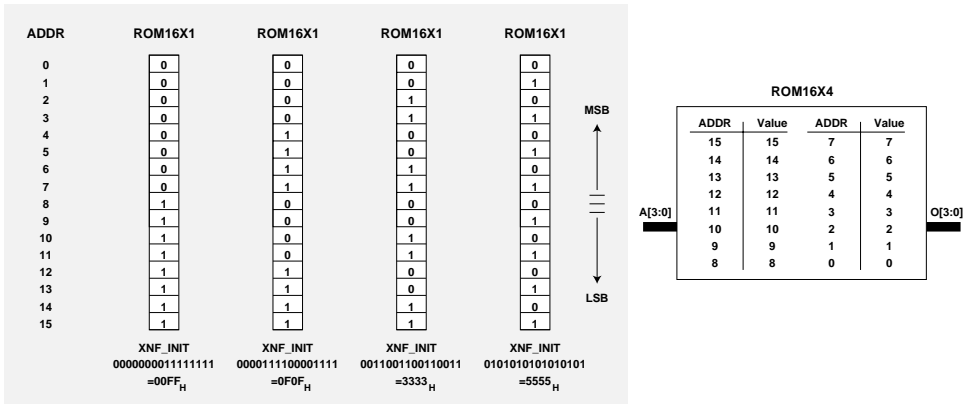 ADDR ROM16X1 ROM16X1 ROM16X1 ROM16X1
0 0 0 0 0
1 0 0 0 1
2 0 0 1 0
3 0 0 1 1
4 0 1 0 0
5 0 1 0 1
6 0 1 1 0
7 0 1 1 1
8 1 0 0 0
9 1 0 0 1
10 1 0 1 0
11 1 0 1 1
12 1 1 0 0
13 1 1 0 1
14 1 1 1 0
15 1 1 1 1
XNF_INIT XNF_INIT XNF_INIT XNF_INIT
0000000011111111 0000111100001111 0011001100110011 0101010101010101
=00FFH =0F0FH =3333H =5555H
MSB
LSB
ROM16X4
ADDR Value ADDR Value
15 15 7 7
14 14 6 6
13 13 5 5
12 12 4 4
11 11 3 3
10 10 2 2
9 9 1 1
8 8 0 0
A[3:0]
O[3:0]